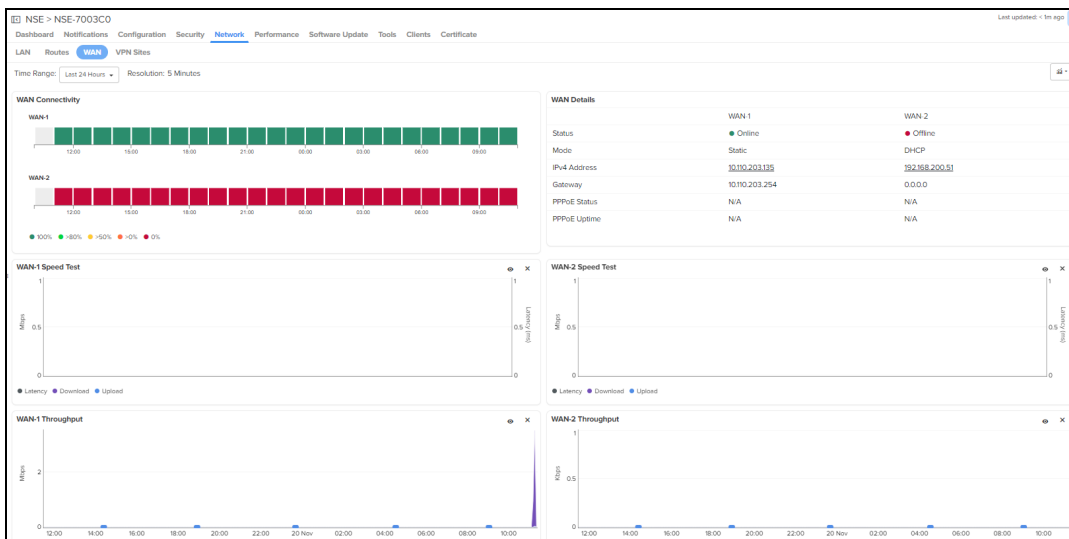 NSE > NSE-7003C0
Last updated: < 1m ago
Dashboard Notifications Configuration Security Network Performance Software Update Tools Clients Certificate
LAN Routes WAN VPN Sites
Time Range: Last 24 Hours Resolution: 5 Minutes
WAN Connectivity
WAN-1
12:00 15:00 18:00 21:00 00:00 03:00 06:00 09:00
WAN-2
12:00 15:00 18:00 21:00 00:00 03:00 06:00 09:00
100% >80% >50% >0% 0%
WAN Details
WAN-1 WAN-2
Status Online Offline
Mode Static DHCP
IPv4 Address 10.110.203.135 192.168.200.51
Gateway 10.110.203.254 0.0.0.0
PPPoE Status N/A N/A
PPPoE Uptime N/A N/A
WAN-1 Speed Test
1 1
Mbps 0.5 0.5 Latency (ms)
0 0
Latency Download Upload
WAN-2 Speed Test
1 1
Mbps 0.5 0.5 Latency (ms)
0 0
Latency Download Upload
WAN-1 Throughput
Mbps 2
0
12:00 14:00 16:00 18:00 20:00 22:00 20 Nov 02:00 04:00 06:00 08:00 10:00
WAN-2 Throughput
1
Kbps 0.5
0
12:00 14:00 16:00 18:00 20:00 22:00 20 Nov 02:00 04:00 06:00 08:00 10:00